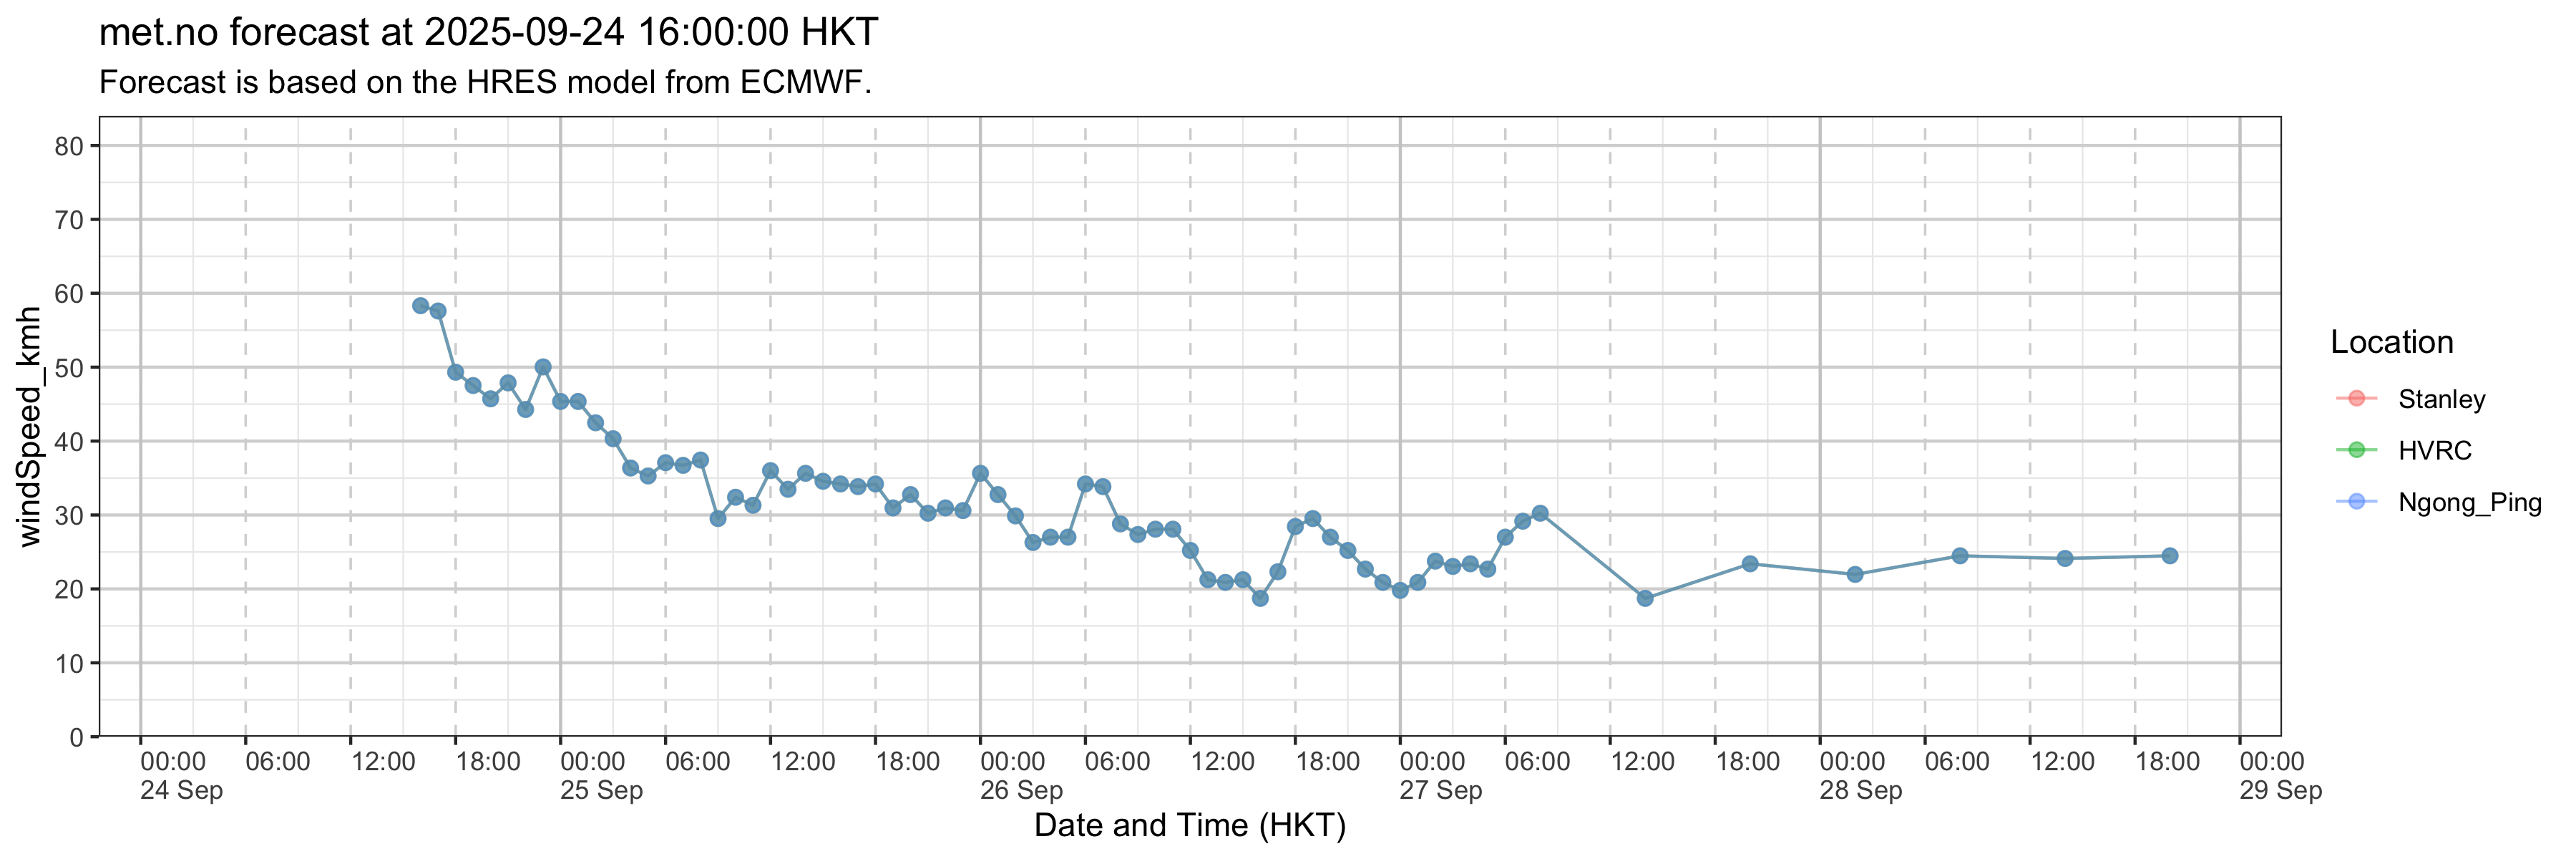 met.no forecast at 2025-09-24 16:00:00 HKT
Forecast is based on the HRES model from ECMWF.
windSpeed_kmh
80
70
60
50
40
30
20
10
0
00:00 06:00 12:00 18:00 00:00 06:00 12:00 18:00 00:00 06:00 12:00 18:00 00:00 06:00 12:00 18:00 00:00 06:00 12:00 18:00 00:00
24 Sep 25 Sep 26 Sep 27 Sep 28 Sep 29 Sep
Date and Time (HKT)
Location
Stanley
HVRC
Ngong_Ping